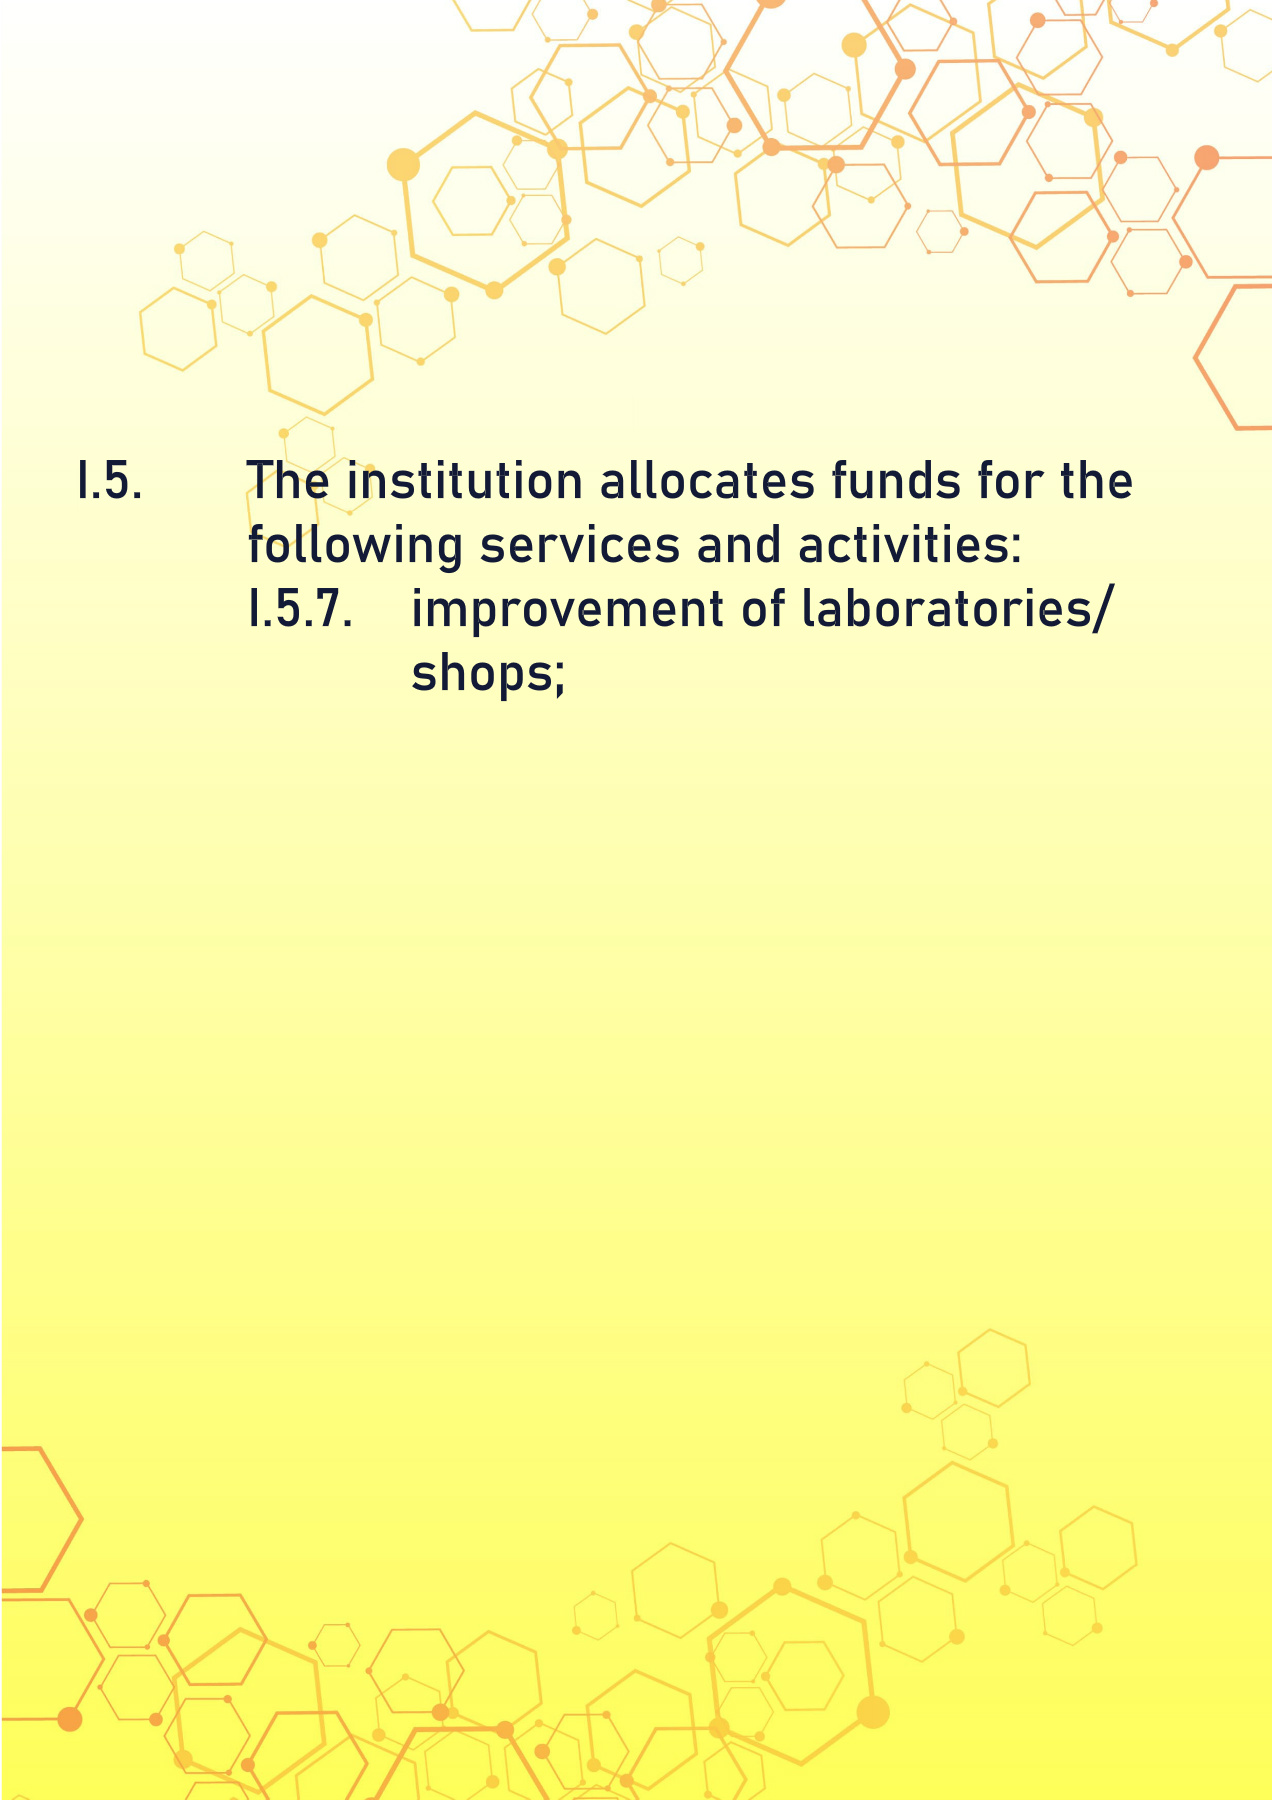 I.5. The institution allocates funds for the
following services and activities:
I.5.7. improvement of laboratories/
shops;